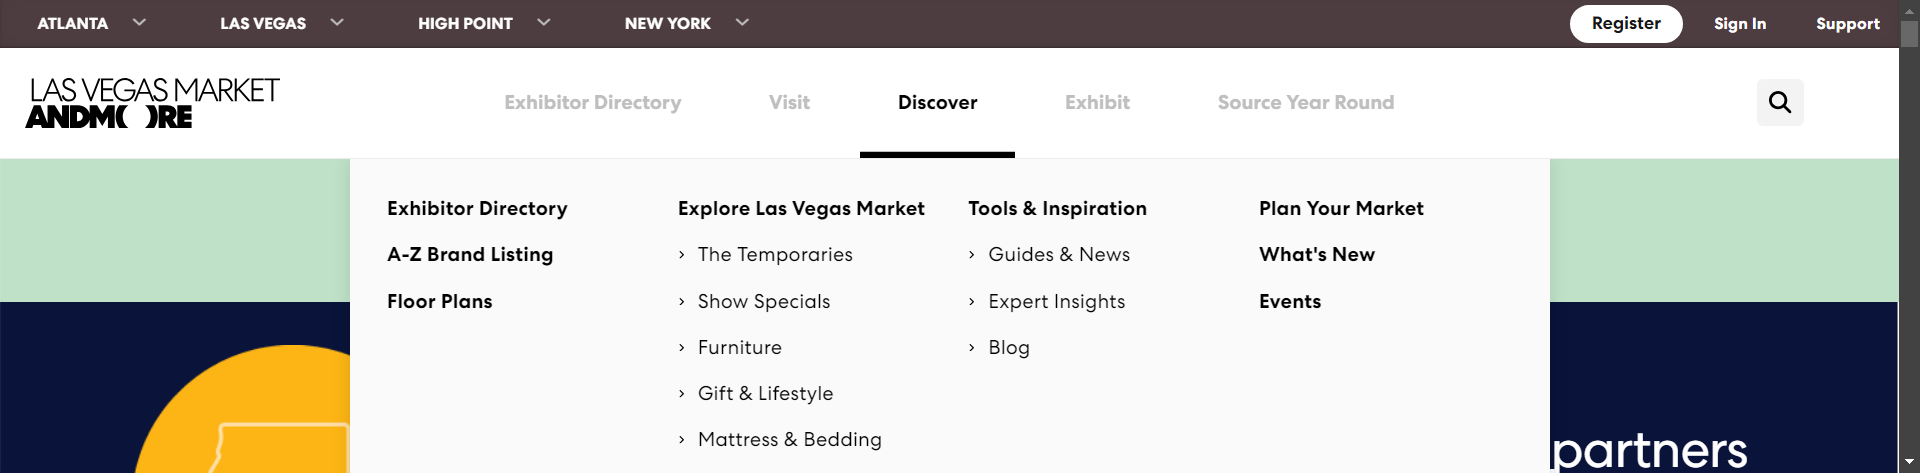 ATLANTA LAS VEGAS HIGH POINT NEW YORK Register Sign In Support
LAS VEGAS MARKET
ANDMORE
Exhibitor Directory Visit Discover Exhibit Source Year Round
Exhibitor Directory
A-Z Brand Listing
Floor Plans
Explore Las Vegas Market
The Temporaries
Show Specials
Furniture
Gift & Lifestyle
Mattress & Bedding
Tools & Inspiration
Guides & News
Expert Insights
Blog
Plan Your Market
What's New
Events
partners